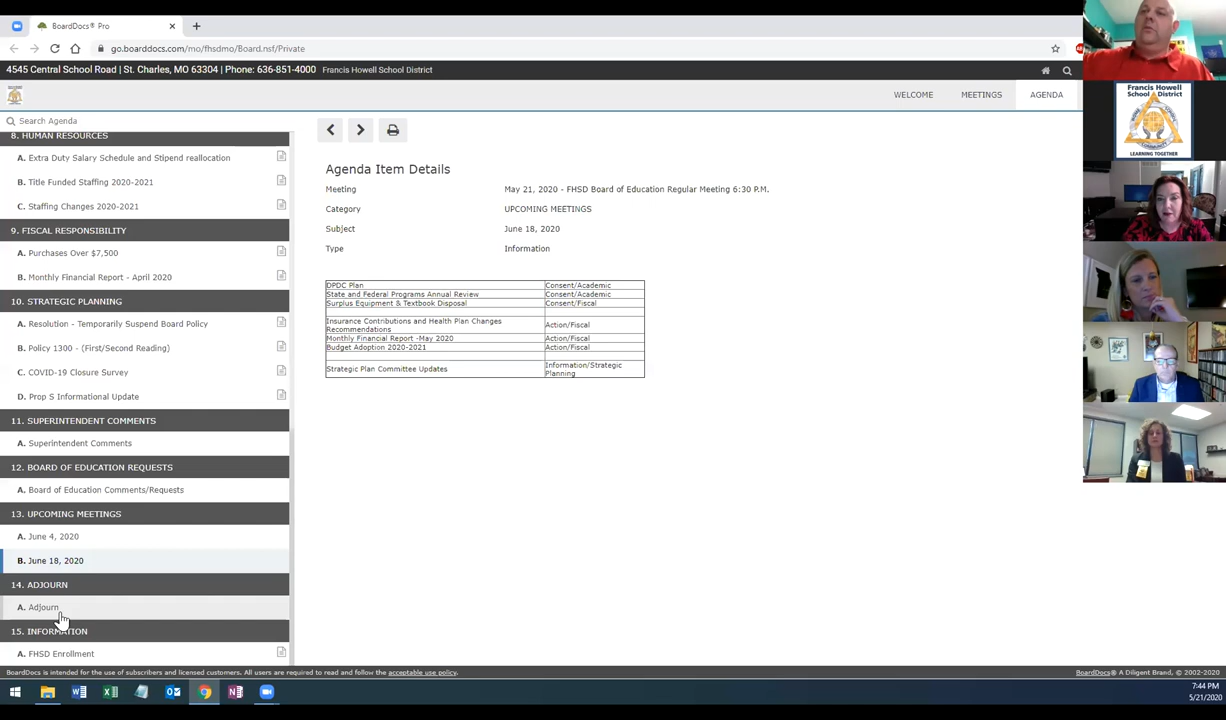 BoardDocs® Pro
go.boarddocs.com/mo/fhsdmo/Board.nsf/Private
4545 Central School Road | St. Charles, MO 63304 | Phone: 636-851-4000 Francis Howell School District
WELCOME MEETINGS AGENDA
Search Agenda
8. HUMAN RESOURCES
A. Extra Duty Salary Schedule and Stipend reallocation
B. Title Funded Staffing 2020-2021
C. Staffing Changes 2020-2021
9. FISCAL RESPONSIBILITY
A. Purchases Over $7,500
B. Monthly Financial Report - April 2020
10. STRATEGIC PLANNING
A. Resolution - Temporarily Suspend Board Policy
B. Policy 1300 - (First/Second Reading)
C. COVID-19 Closure Survey
D. Prop S Informational Update
11. SUPERINTENDENT COMMENTS
A. Superintendent Comments
12. BOARD OF EDUCATION REQUESTS
A. Board of Education Comments/Requests
13. UPCOMING MEETINGS
A. June 4, 2020
B. June 18, 2020
14. ADJOURN
A. Adjourn
15. INFORMATION
A. FHSD Enrollment
Agenda Item Details
Meeting May 21, 2020 - FHSD Board of Education Regular Meeting 6:30 P.M.
Category UPCOMING MEETINGS
Subject June 18, 2020
Type Information
DPDC Plan Consent/Academic
State and Federal Programs Annual Review Consent/Academic
Surplus Equipment & Textbook Disposal Consent/Fiscal
Insurance Contributions and Health Plan Changes
Recommendations Action/Fiscal
Monthly Financial Report -May 2020 Action/Fiscal
Budget Adoption 2020-2021 Action/Fiscal
Strategic Plan Committee Updates Information/Strategic
Planning
Francis Howell
School District
LEARNING TOGETHER
BoardDocs is intended for the use of subscribers and licensed customers. All users are required to read and follow the acceptable use policy. BoardDocs® A Diligent Brand, © 2002-2020
7:44 PM
5/21/2020